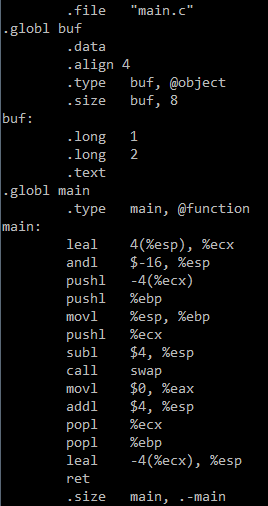 .file "main.c"
.globl buf
.data
.align 4
.type buf, @object
.size buf, 8
buf:
.long 1
.long 2
.text
.globl main
.type main, @function
main:
leal 4(%esp), %ecx
andl $-16, %esp
pushl -4(%ecx)
pushl %ebp
movl %esp, %ebp
pushl %ecx
subl $4, %esp
call swap
movl $0, %eax
addl $4, %esp
popl %ecx
popl %ebp
leal -4(%ecx), %esp
ret
.size main, .-main